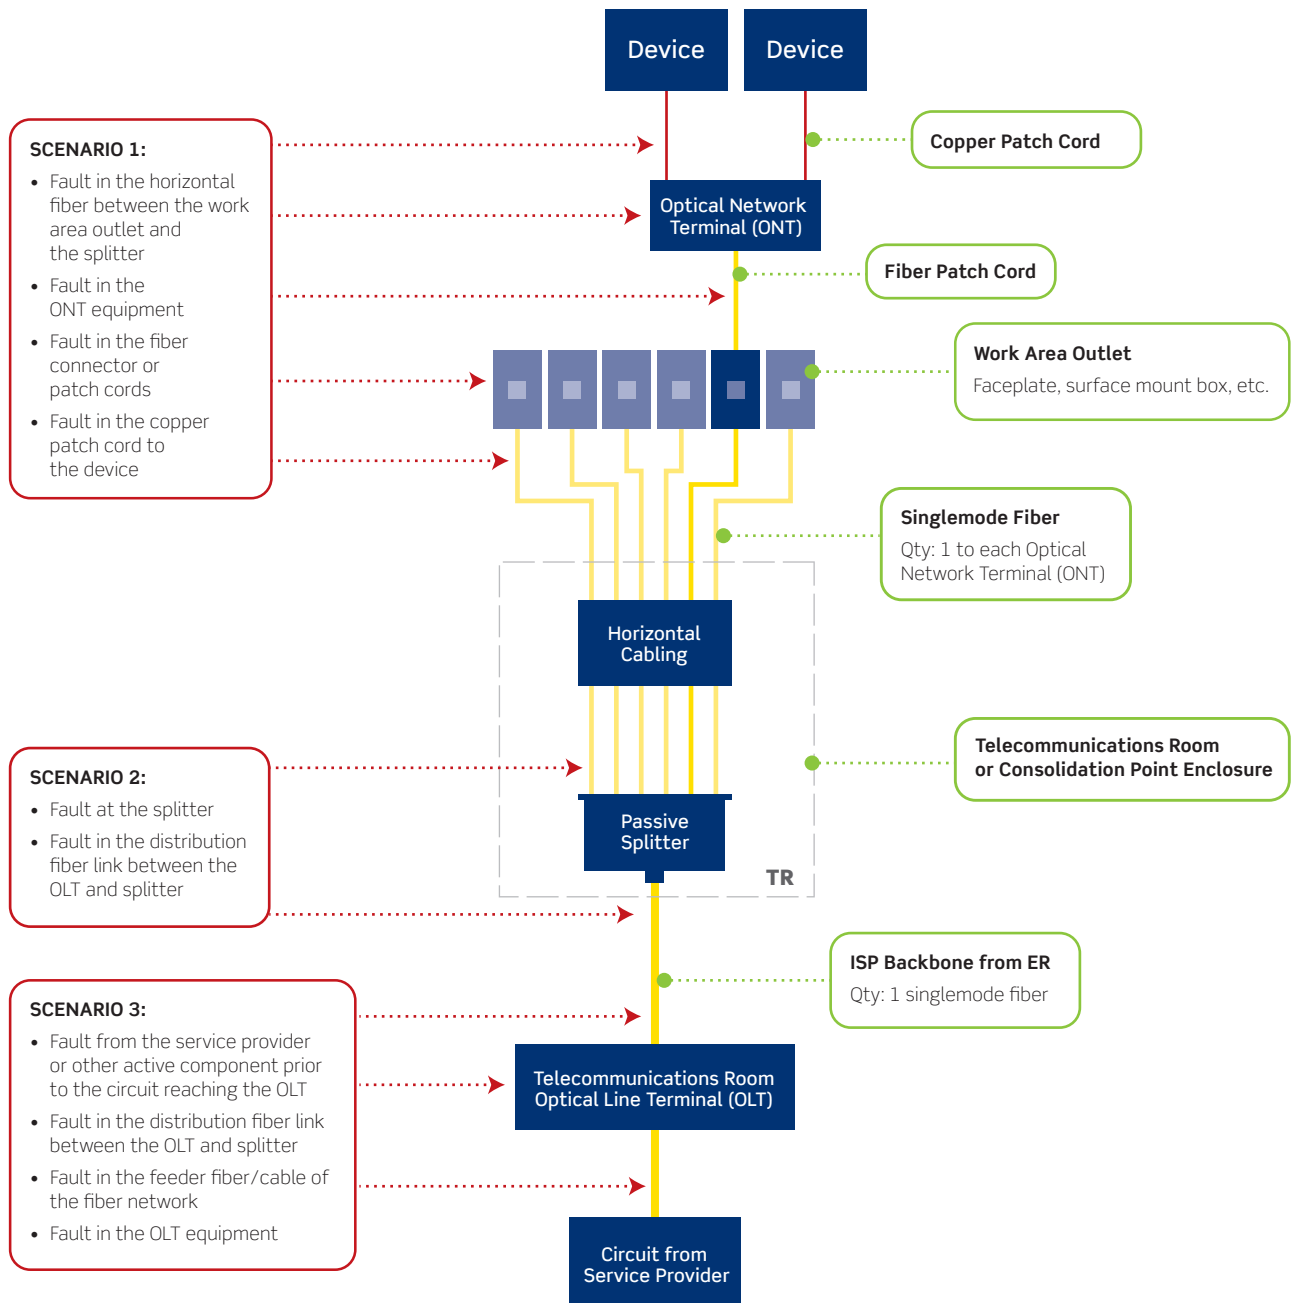 Device
Device
SCENARIO 1:
• Fault in the horizontal
fiber between the work
area outlet and
the splitter
• Fault in the
ONT equipment
• Fault in the fiber
connector or
patch cords
• Fault in the copper
patch cord to
the device
Copper Patch Cord
Optical Network
Terminal (ONT)
Fiber Patch Cord
Work Area Outlet
Faceplate, surface mount box, etc.
Singlemode Fiber
Qty: 1 to each Optical
Network Terminal (ONT)
Horizontal
Cabling
SCENARIO 2:
• Fault at the splitter
• Fault in the distribution
fiber link between the
OLT and splitter
Telecommunications Room
or Consolidation Point Enclosure
Passive
Splitter
TR
ISP Backbone from ER
Qty: 1 singlemode fiber
SCENARIO 3:
• Fault from the service provider
or other active component prior
to the circuit reaching the OLT
• Fault in the distribution fiber link
between the OLT and splitter
• Fault in the feeder fiber/cable of
the fiber network
• Fault in the OLT equipment
Telecommunications Room
Optical Line Terminal (OLT)
Circuit from
Service Provider